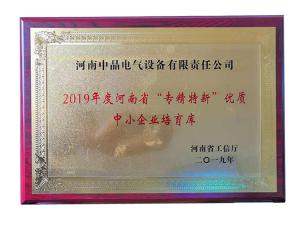 河南中品电气设备有限责任公司
2019年度河南省“专精特新”优质
中小企业培育库
河南省工信厅
二〇一九年